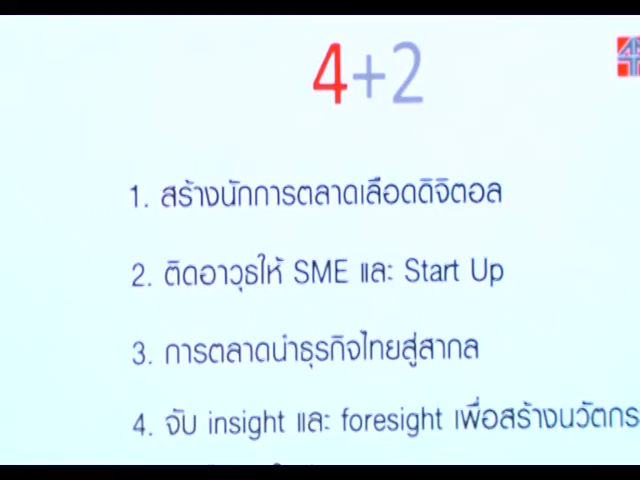 4+2
1. สร้างนักการตลาดเลือดดิจิตอล
2. ติดอาวุธให้ SME และ Start Up
3. การตลาดนำธุรกิจไทยสู่สากล
4. จับ insight และ foresight เพื่อสร้างนวัตกร